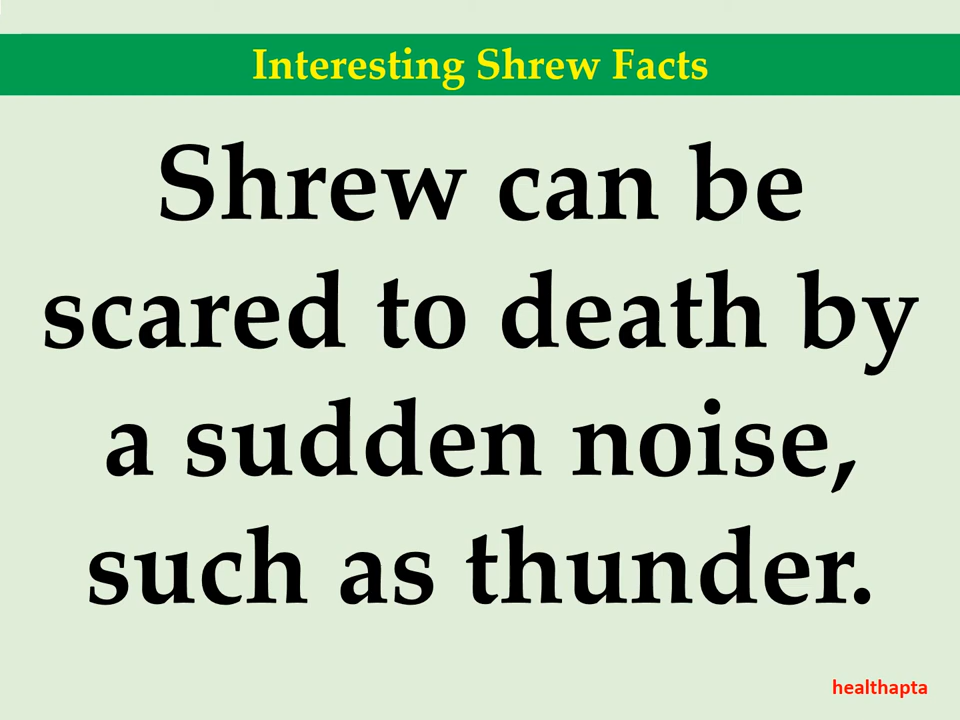 Interesting Shrew Facts
Shrew can be
scared to death by
a sudden noise,
such as thunder.
healthapta